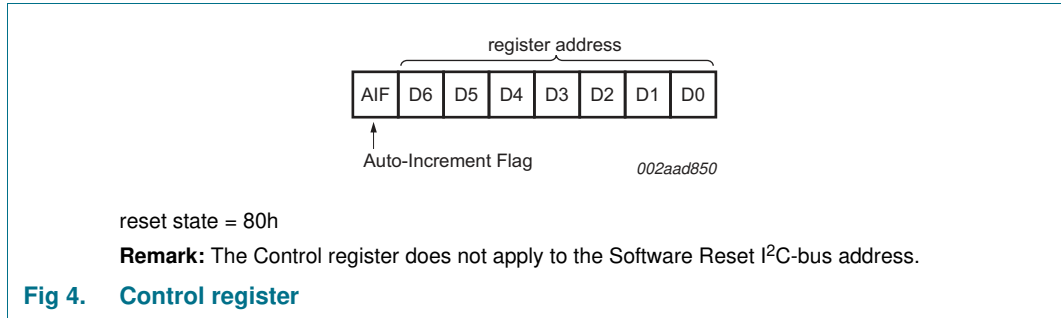 register address
AIF D6 D5 D4 D3 D2 D1 D0
Auto-Increment Flag
002aad850
reset state = 80h
Remark: The Control register does not apply to the Software Reset I²C-bus address.
Fig 4. Control register